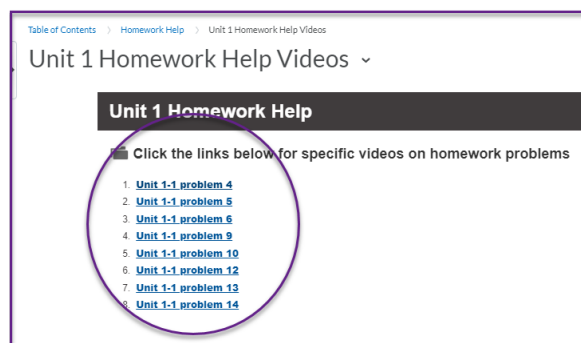 Table of Contents > Homework Help > Unit 1 Homework Help Videos
Unit 1 Homework Help Videos
Unit 1 Homework Help
Click the links below for specific videos on homework problems
1. Unit 1-1 problem 4
2. Unit 1-1 problem 5
3. Unit 1-1 problem 6
4. Unit 1-1 problem 9
5. Unit 1-1 problem 10
6. Unit 1-1 problem 12
7. Unit 1-1 problem 13
8. Unit 1-1 problem 14